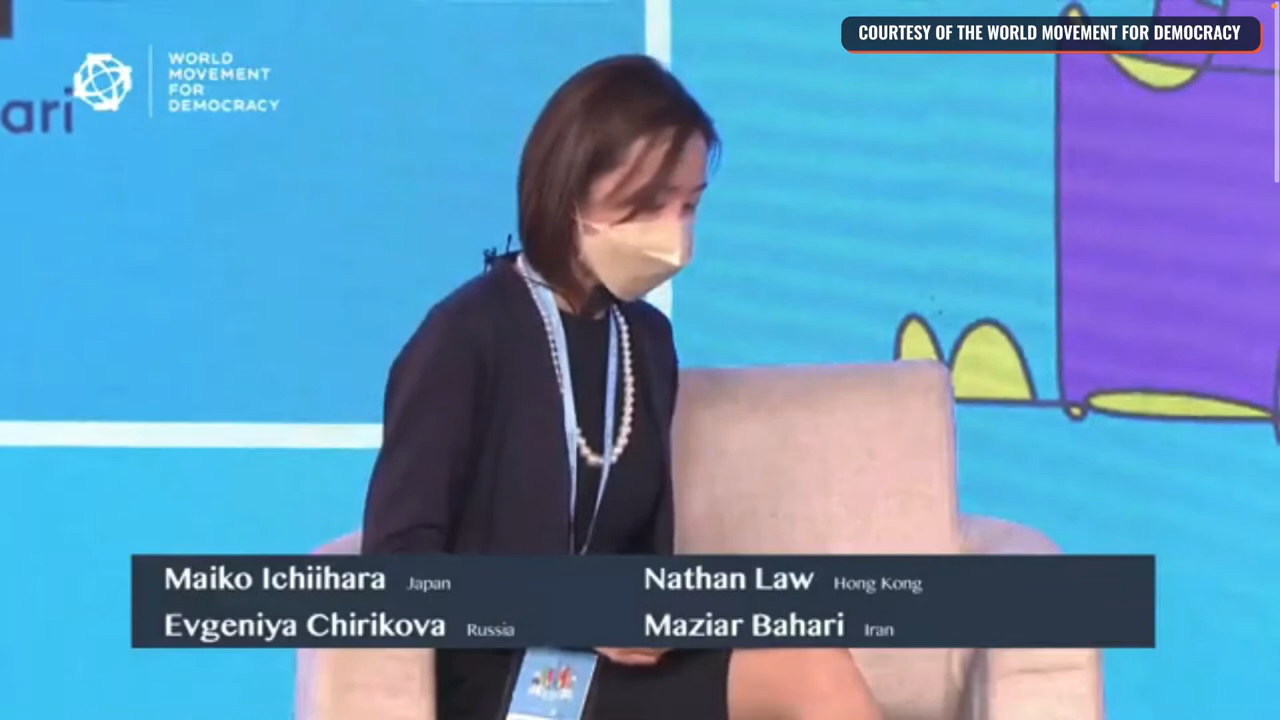 COURTESY OF THE WORLD MOVEMENT FOR DEMOCRACY
WORLD
MOVEMENT
FOR
DEMOCRACY
ari
Maiko Ichiihara Japan
Nathan Law Hong Kong
Evgeniya Chirikova Russia
Maziar Bahari Iran